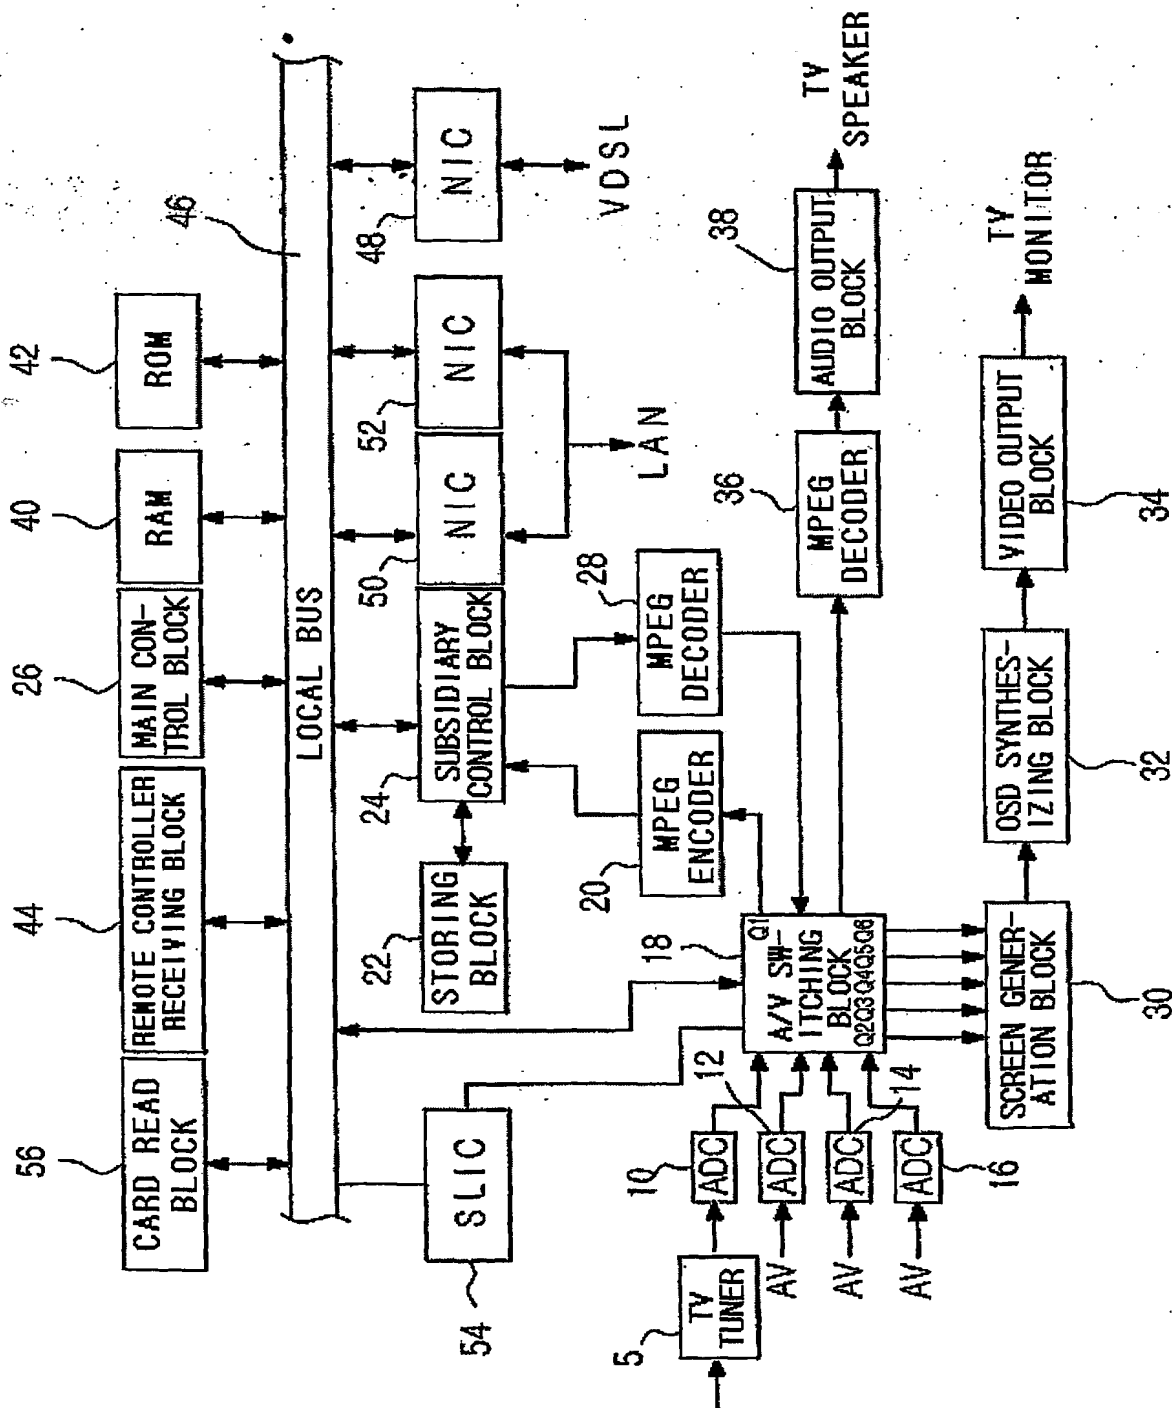 56
CARD READ
BLOCK
44
REMOTE CONTROLLER
RECEIVING BLOCK
26
MAIN CON-
TROL BLOCK
40
RAM
42
ROM
46
LOCAL BUS
54
SLIC
22
STORING
BLOCK
24
SUBSIDIARY
CONTROL BLOCK
50
NIC
52
NIC
48
NIC
LAN
VDSL
20
MPEG
ENCODER
28
MPEG
DECODER
5
TV
TUNER
10
ADC
12
ADC
AV
14
ADC
AV
16
ADC
AV
18
Q1
A/V SW-
ITCHING
BLOCK
Q2Q3Q4Q5Q6
36
MPEG
DECODER
38
AUDIO OUTPUT
BLOCK
TV
SPEAKER
30
SCREEN GENER-
ATION BLOCK
32
OSD SYNTHES-
IZING BLOCK
34
VIDEO OUTPUT
BLOCK
TV
MONITOR